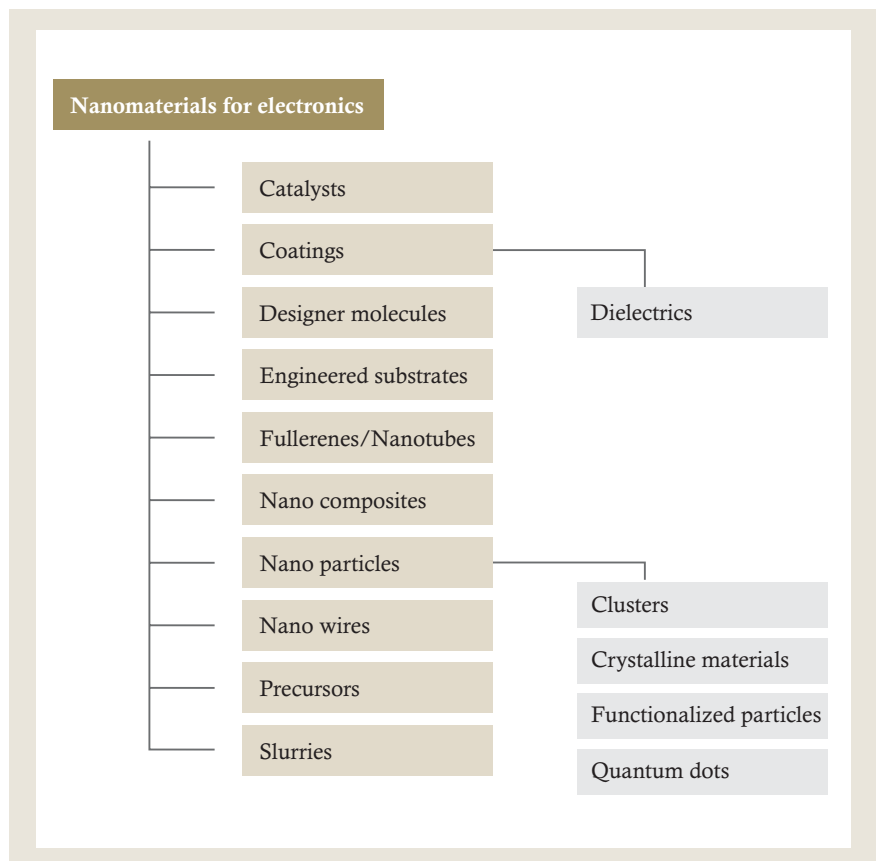 Nanomaterials for electronics
Catalysts
Coatings
Dielectrics
Designer molecules
Engineered substrates
Fullerenes/Nanotubes
Nano composites
Nano particles
Clusters
Crystalline materials
Functionalized particles
Quantum dots
Nano wires
Precursors
Slurries